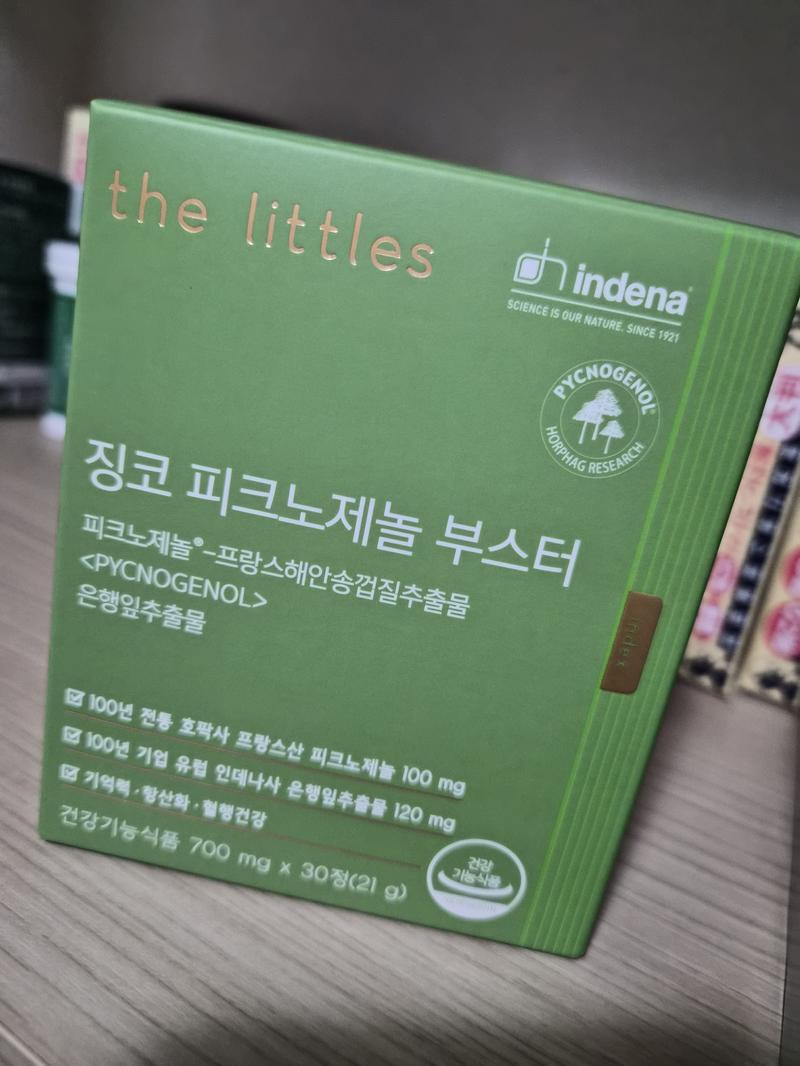 the littles
indena
SCIENCE IS OUR NATURE. SINCE 1921
PYCNOGENOL®
HORPHAG RESEARCH
징코 피크노제놀 부스터
피크노제놀®-프랑스해안송껍질추출물
<PYCNOGENOL>
은행잎추출물
index
100년 전통 호팍사 프랑스산 피크노제놀 100 mg
100년 기업 유럽 인데나사 은행잎추출물 120 mg
기억력·항산화·혈행건강
건강기능식품 700 mg x 30정(21 g)
건강
기능식품